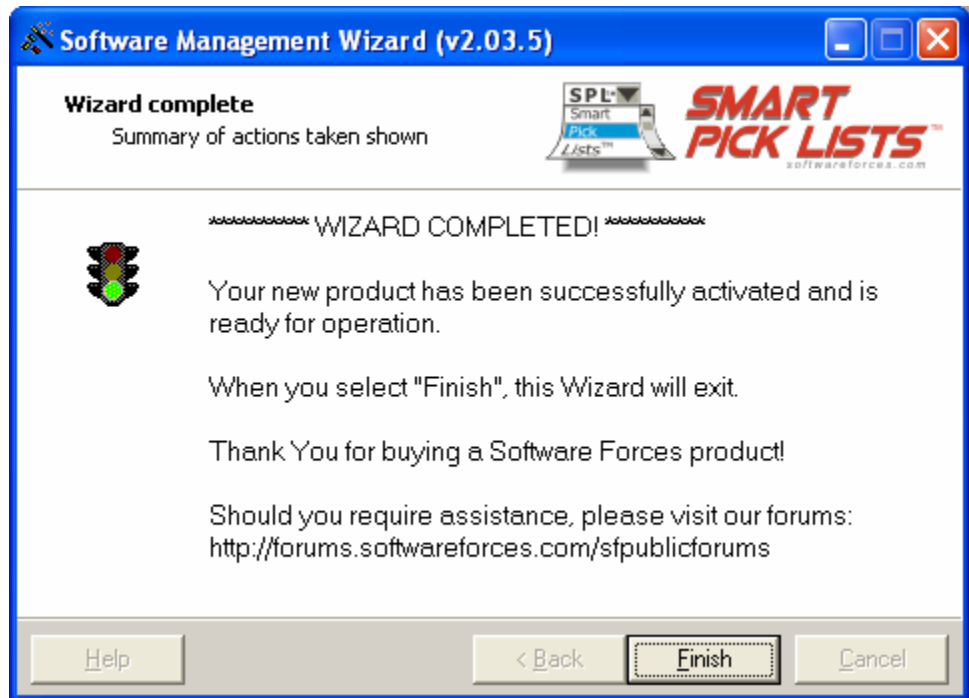 Software Management Wizard (v2.03.5)
Wizard complete
Summary of actions taken shown
SPL
Smart
Pick
Lists™
SMART
PICK LISTS™
softwareforces.com
*********** WIZARD COMPLETED! ***********
Your new product has been successfully activated and is
ready for operation.
When you select "Finish", this Wizard will exit.
Thank You for buying a Software Forces product!
Should you require assistance, please visit our forums:
http://forums.softwareforces.com/sfpublicforums
Help
< Back
Finish
Cancel